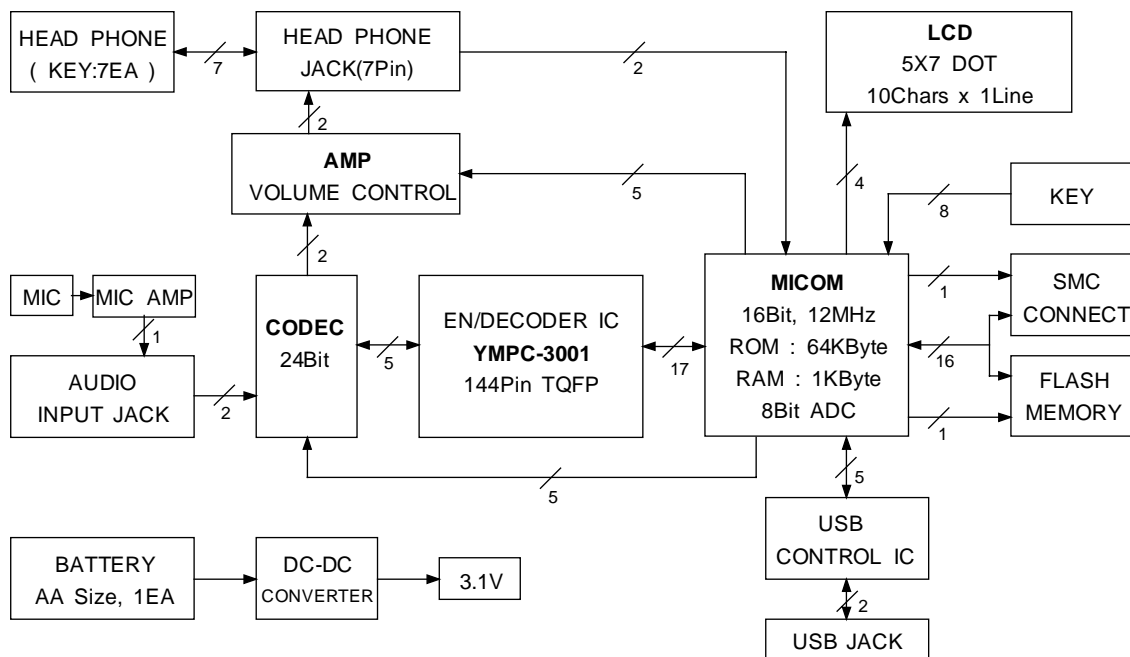 HEAD PHONE
( KEY:7EA )
7
HEAD PHONE
JACK(7Pin)
2
LCD
5X7 DOT
10Chars x 1Line
2
AMP
VOLUME CONTROL
5
4
8
KEY
2
MIC
MIC AMP
1
AUDIO
INPUT JACK
2
CODEC
24Bit
5
EN/DECODER IC
YMPC-3001
144Pin TQFP
17
MICOM
16Bit, 12MHz
ROM : 64KByte
RAM : 1KByte
8Bit ADC
1
SMC
CONNECT
16
FLASH
MEMORY
1
5
5
USB
CONTROL IC
2
USB JACK
BATTERY
AA Size, 1EA
DC-DC
CONVERTER
3.1V